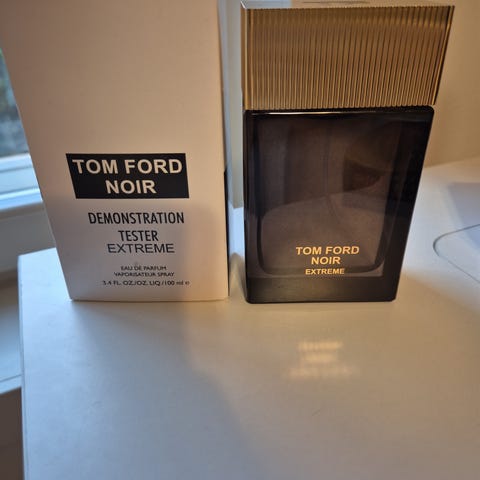 TOM FORD
NOIR
DEMONSTRATION
TESTER
EXTREME
EAU DE PARFUM
VAPORISATEUR SPRAY
3.4 FL. OZ./OZ. LIQ./100 ml e
TOM FORD
NOIR
EXTREME